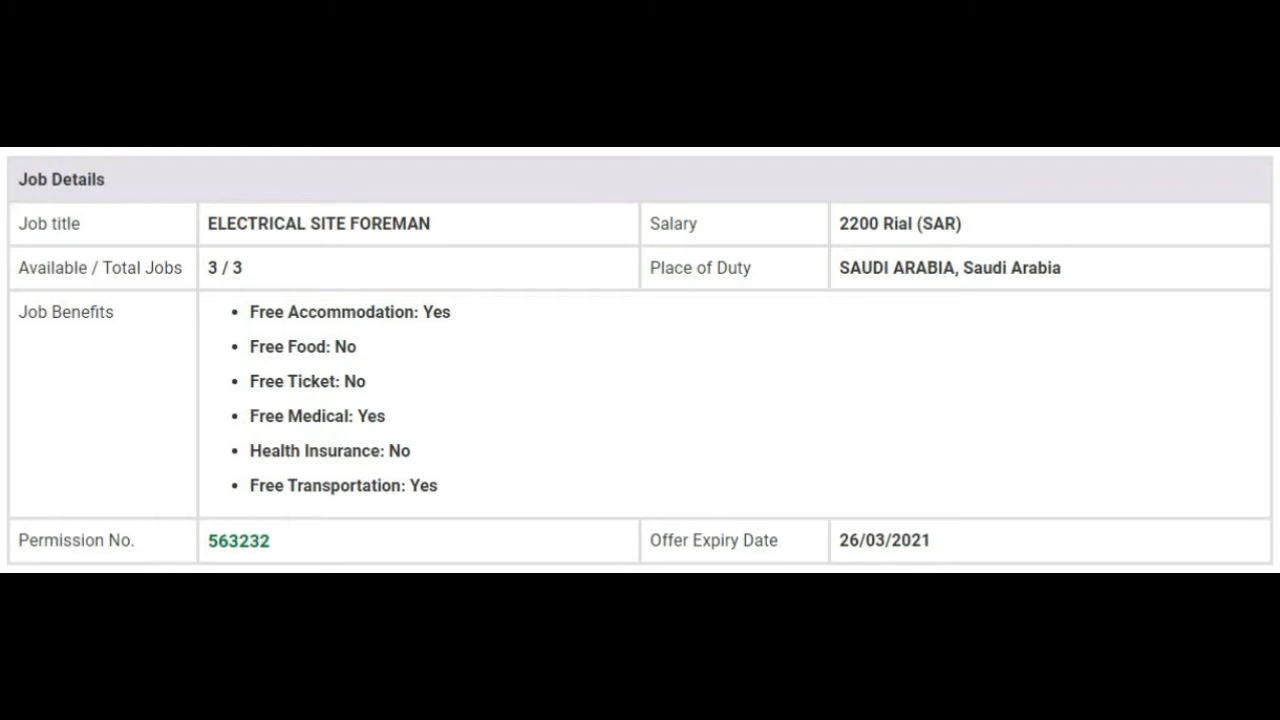 Job Details
Job title ELECTRICAL SITE FOREMAN Salary 2200 Rial (SAR)
Available / Total Jobs 3 / 3 Place of Duty SAUDI ARABIA, Saudi Arabia
Job Benefits
• Free Accommodation: Yes
• Free Food: No
• Free Ticket: No
• Free Medical: Yes
• Health Insurance: No
• Free Transportation: Yes
Permission No. 563232 Offer Expiry Date 26/03/2021